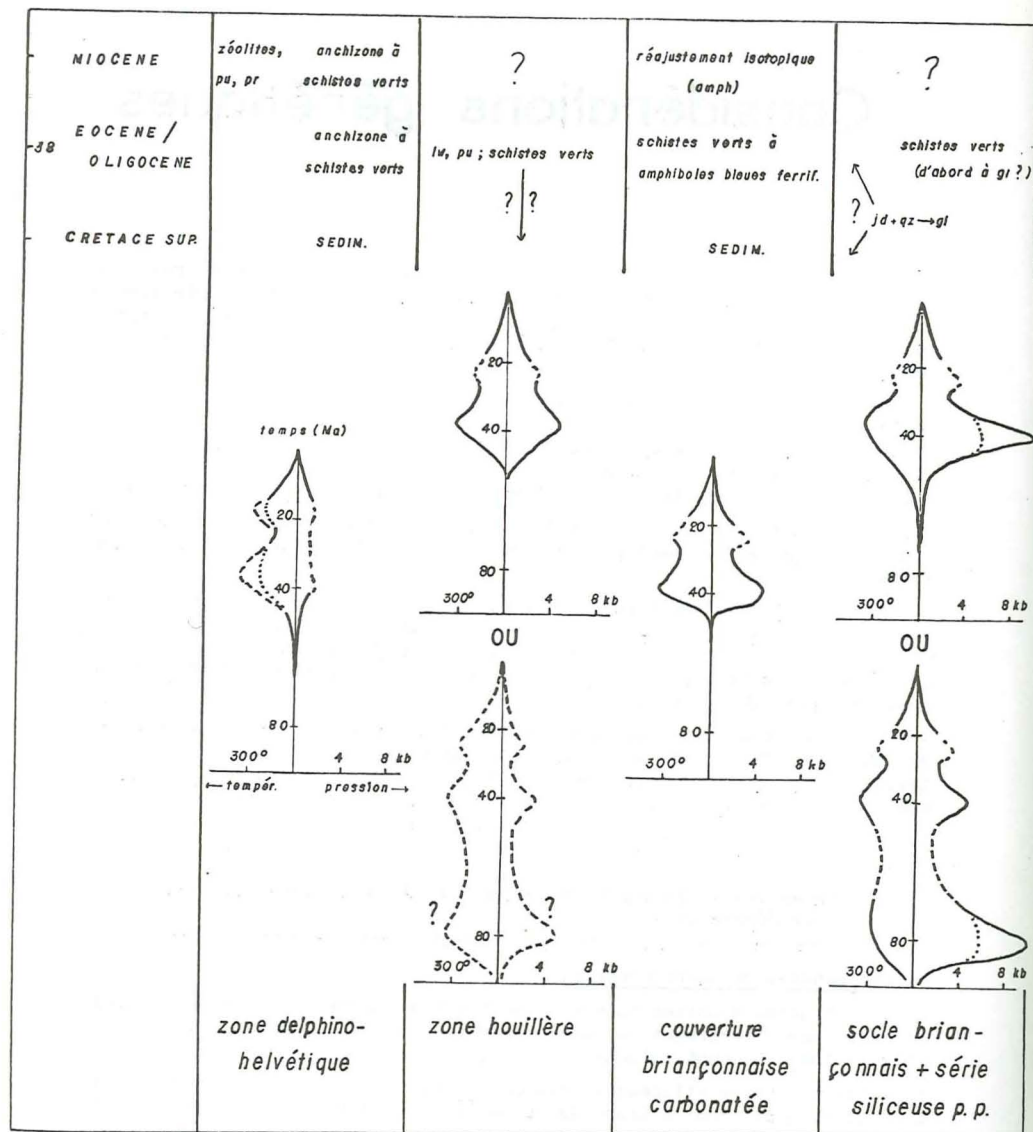 MIOCENE
EOCENE /
38
OLIGOCENE
CRETACE SUP.
zéolites,
pu, pr
anchizone à
schistes verts
anchizone à
schistes verts
SEDIM.
?
lw, pu ; schistes verts
? ?
réajustement isotopique
(amph)
schistes verts à
amphiboles bleues ferrif.
SEDIM.
?
schistes verts
(d'abord à gl ?)
?
jd + qz → gl
temps (Ma)
20
40
80
300° 4 8 kb
← tempér. pression →
20
40
80
300° 4 8 kb
OU
20
40
? ?
80
300° 4 8 kb
20
40
80
300° 4 8 kb
20
40
80
300° 4 8 kb
OU
20
40
80
300° 4 8 kb
zone delphino-
helvétique
zone houillère
couverture
briançonnaise
carbonatée
socle brian-
çonnais + série
siliceuse p. p.